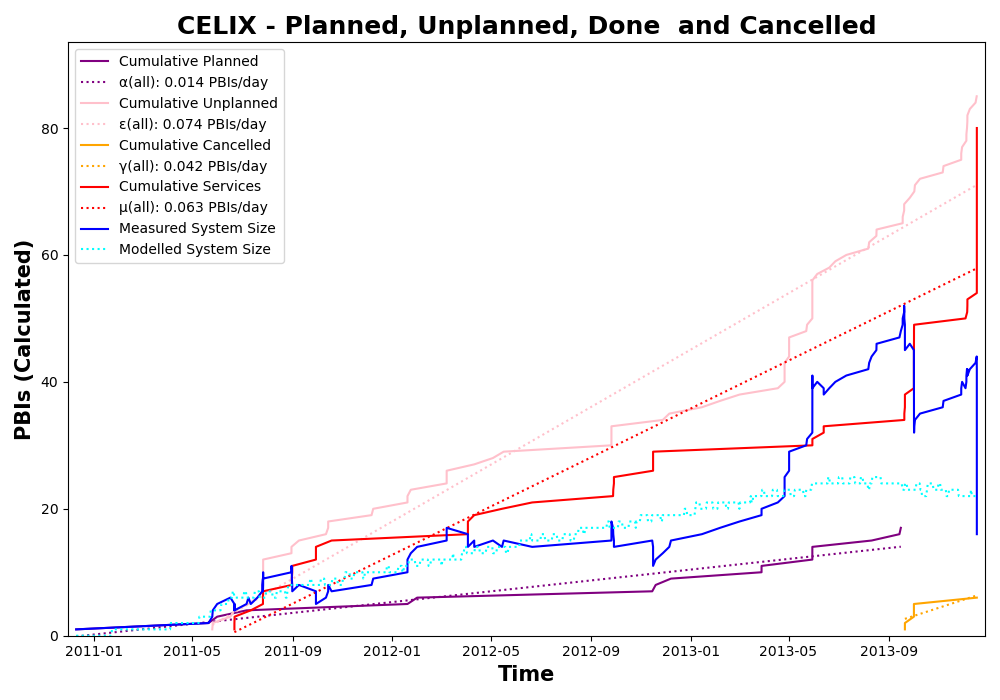 CELIX - Planned, Unplanned, Done  and Cancelled
Cumulative Planned
α(all): 0.014 PBIs/day
Cumulative Unplanned
ε(all): 0.074 PBIs/day
Cumulative Cancelled
γ(all): 0.042 PBIs/day
Cumulative Services
μ(all): 0.063 PBIs/day
Measured System Size
Modelled System Size
PBIs (Calculated)
80
60
40
20
0
2011-01 2011-05 2011-09 2012-01 2012-05 2012-09 2013-01 2013-05 2013-09
Time